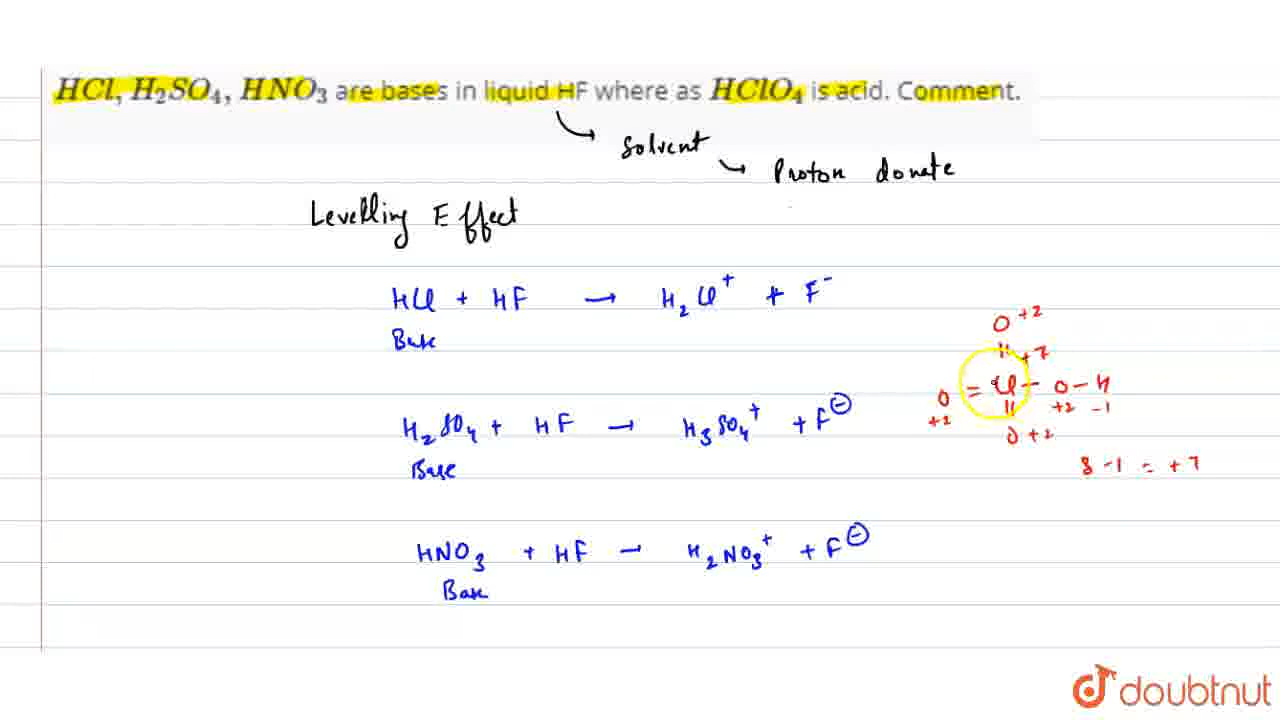 HCl, H₂SO₄, HNO₃ are bases in liquid HF where as HClO₄ is acid. Comment.
Solvent
Proton donate
Levelling Effect
HCl + HF → H₂Cl⁺ + F⁻
Base
O +2
|| +7
O = Cl - O - H
+2 || +2 -1
O +2
H₂SO₄ + HF → H₃SO₄⁺ + F⊖
Base
8 -1 = +7
HNO₃ + HF → H₂NO₃⁺ + F⊖
Base
doubtnut